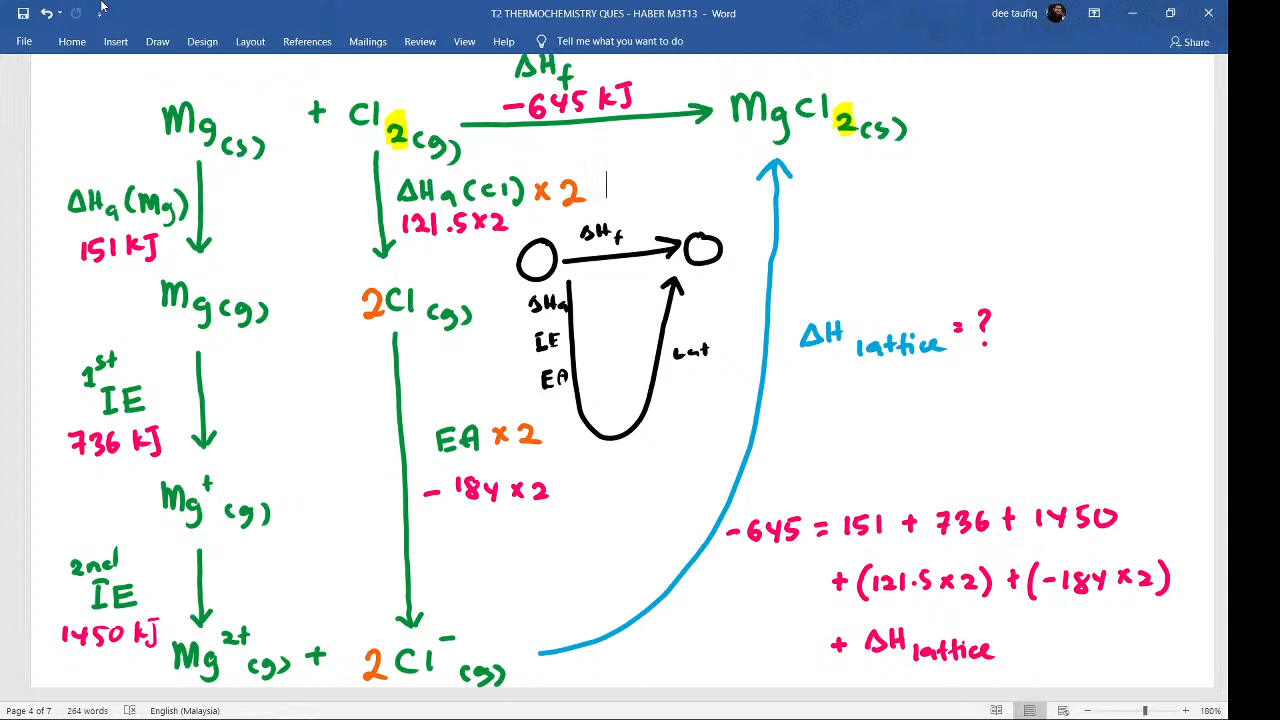 T2 THERMOCHEMISTRY QUES - HABER M3T13 - Word
dee taufiq
File Home Insert Draw Design Layout References Mailings Review View Help Tell me what you want to do
Share
ΔHf
-645 kJ
Mg(s) + Cl2(g) → MgCl2(s)
ΔHa(Mg)
151 kJ
ΔHa(Cl) × 2
121.5×2
ΔHf
Mg(g)
2Cl(g)
ΔHa
IE
EA
Lat
ΔH lattice = ?
1st
IE
736 kJ
EA × 2
-184×2
Mg+(g)
-645 = 151 + 736 + 1450
+ (121.5×2) + (-184×2)
+ ΔH lattice
2nd
IE
1450 kJ
Mg2+(g) + 2Cl-(g)
Page 4 of 7 264 words English (Malaysia)
180%